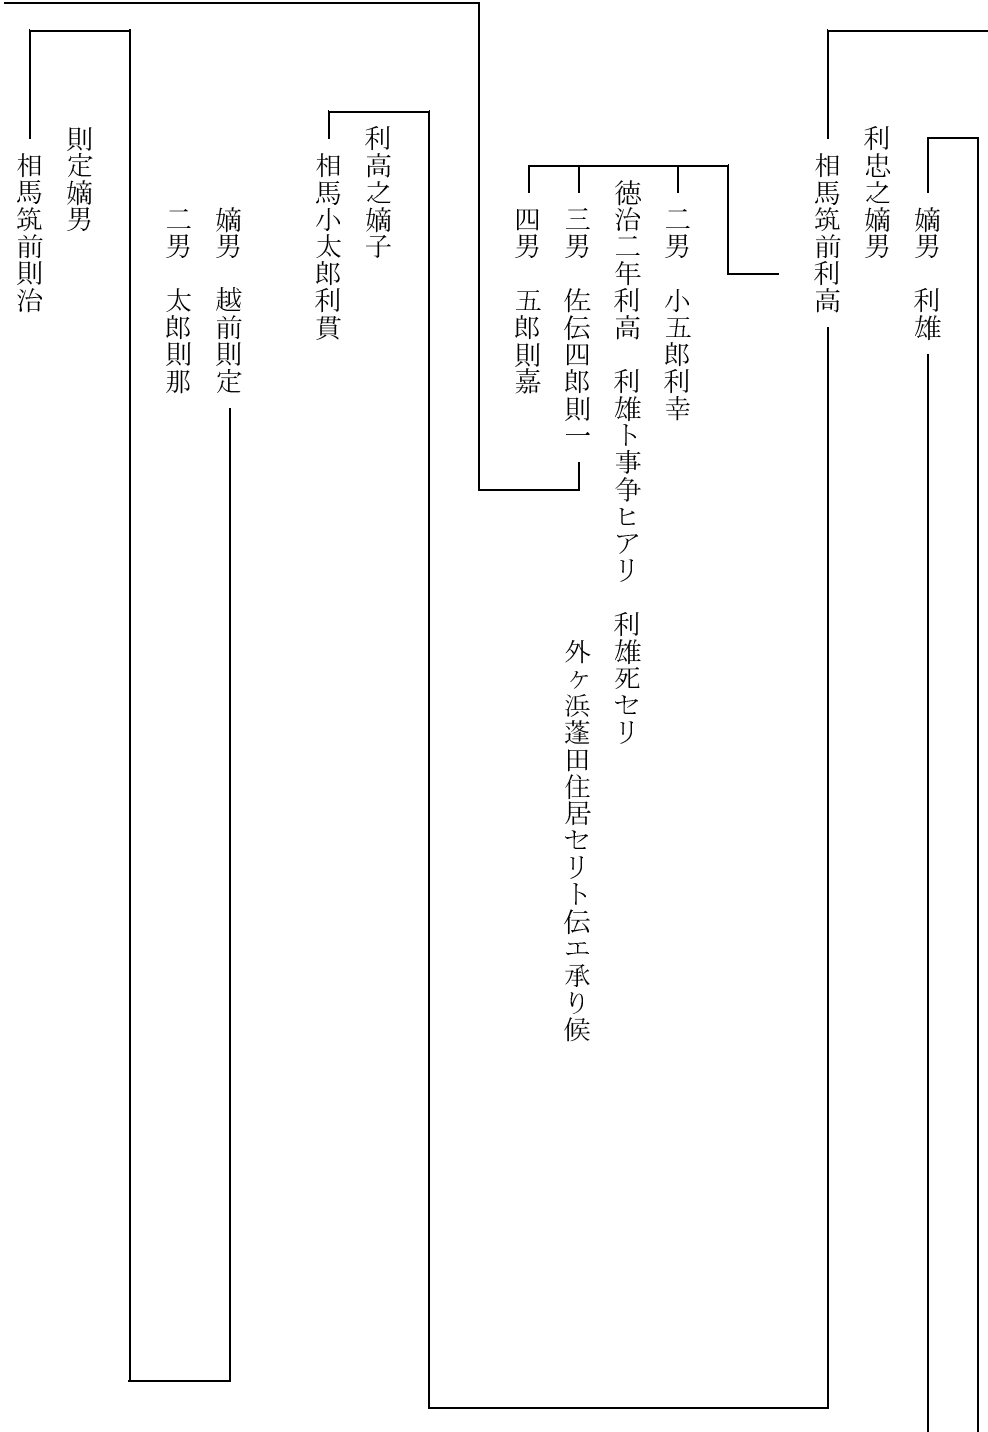 嫡男　利雄
利忠之嫡男
相馬筑前利高
二男　小五郎利幸
徳治二年利高　利雄ト事争ヒアリ　利雄死セリ
三男　佐伝四郎則一　外ヶ浜蓬田住居セリト伝エ承り候
四男　五郎則嘉
利高之嫡子
相馬小太郎利貫
嫡男　越前則定
二男　太郎則那
則定嫡男
相馬筑前則治